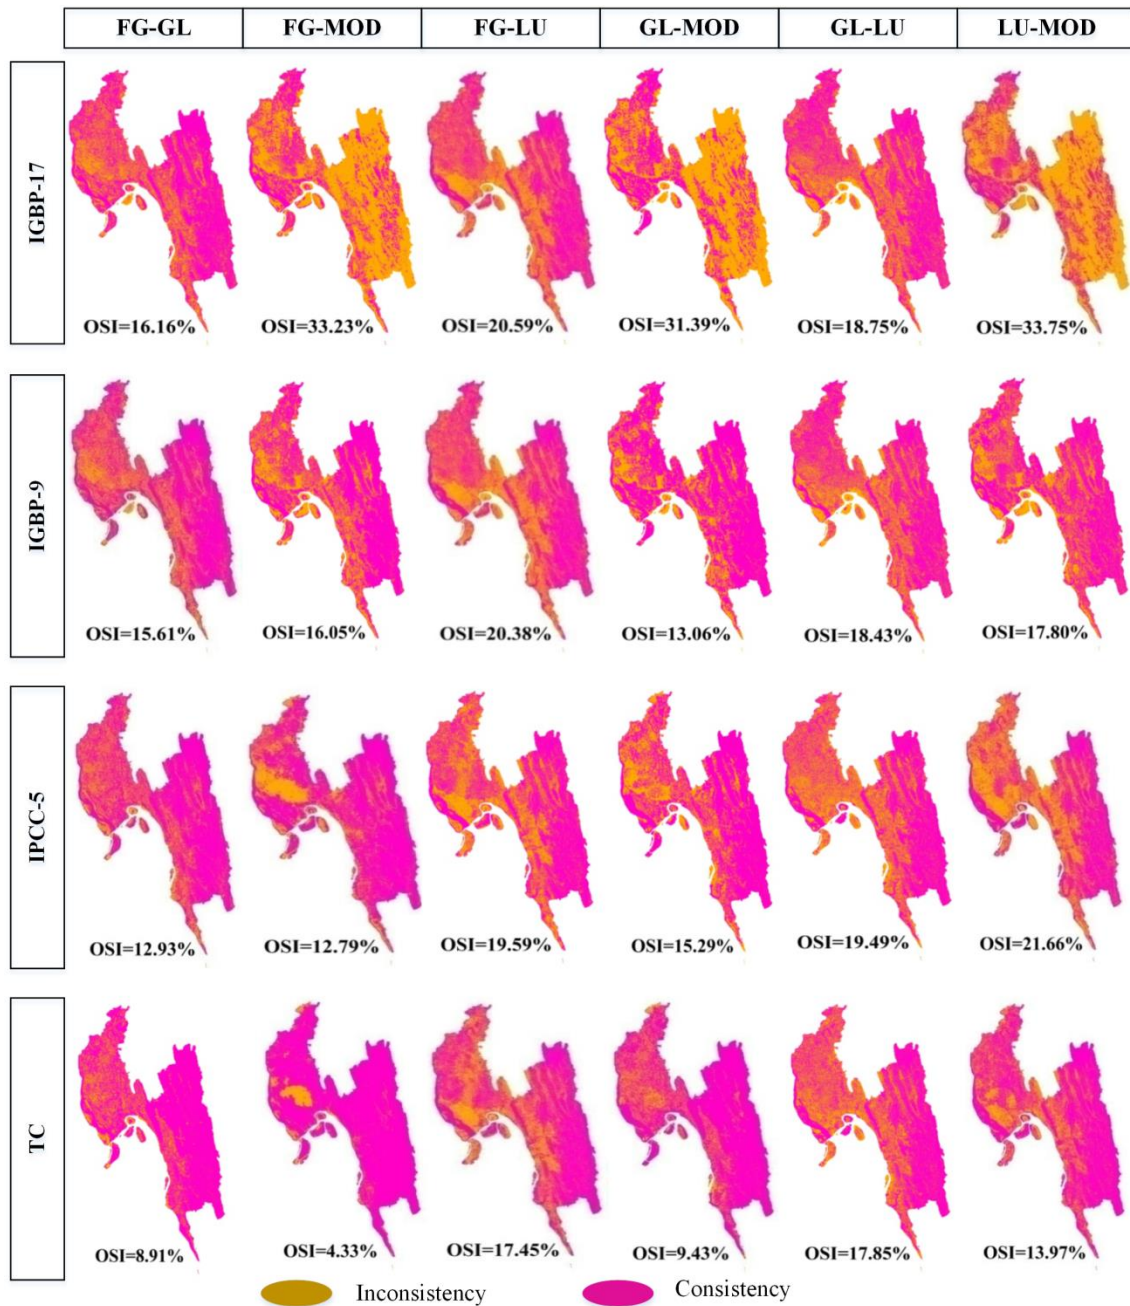 FG-GL FG-MOD FG-LU GL-MOD GL-LU LU-MOD
IGBP-17
OSI=16.16% OSI=33.23% OSI=20.59% OSI=31.39% OSI=18.75% OSI=33.75%
IGBP-9
OSI=15.61% OSI=16.05% OSI=20.38% OSI=13.06% OSI=18.43% OSI=17.80%
IPCC-5
OSI=12.93% OSI=12.79% OSI=19.59% OSI=15.29% OSI=19.49% OSI=21.66%
TC
OSI=8.91% OSI=4.33% OSI=17.45% OSI=9.43% OSI=17.85% OSI=13.97%
Inconsistency Consistency